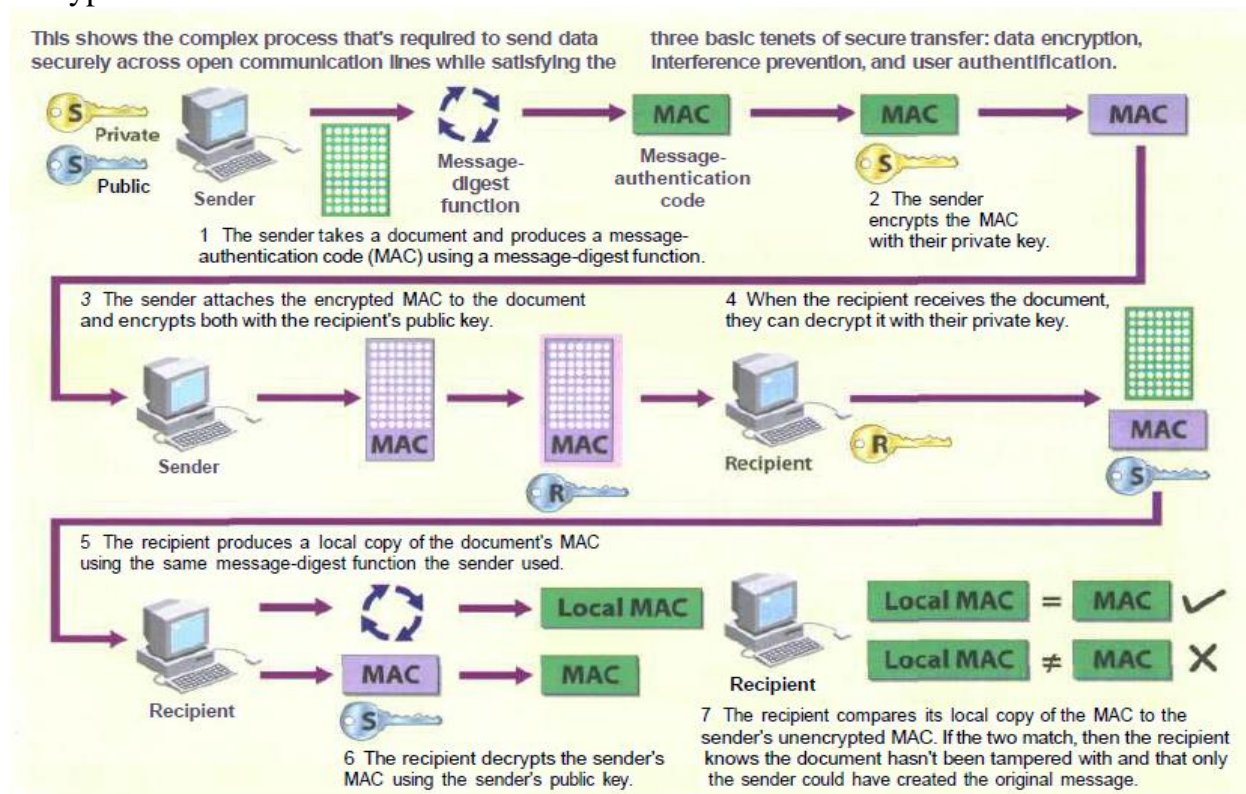 This shows the complex process that's required to send data
securely across open communication lines while satisfying the
three basic tenets of secure transfer: data encryption,
interference prevention, and user authentification.
S
Private
S
Public
Sender
Message-
digest
function
MAC
Message-
authentication
code
MAC
S
MAC
1 The sender takes a document and produces a message-
authentication code (MAC) using a message-digest function.
2 The sender
encrypts the MAC
with their private key.
3 The sender attaches the encrypted MAC to the document
and encrypts both with the recipient's public key.
4 When the recipient receives the document,
they can decrypt it with their private key.
Sender
MAC
MAC
R
Recipient
R
MAC
S
5 The recipient produces a local copy of the document's MAC
using the same message-digest function the sender used.
Recipient
Local MAC
MAC
S
MAC
6 The recipient decrypts the sender's
MAC using the sender's public key.
Recipient
Local MAC = MAC ✓
Local MAC ≠ MAC X
7 The recipient compares its local copy of the MAC to the
sender's unencrypted MAC. If the two match, then the recipient
knows the document hasn't been tampered with and that only
the sender could have created the original message.